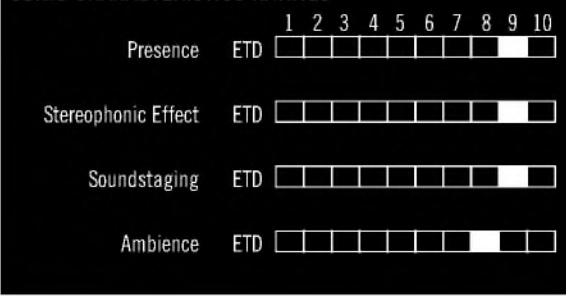 1 2 3 4 5 6 7 8 9 10
Presence ETD
Stereophonic Effect ETD
Soundstaging ETD
Ambience ETD